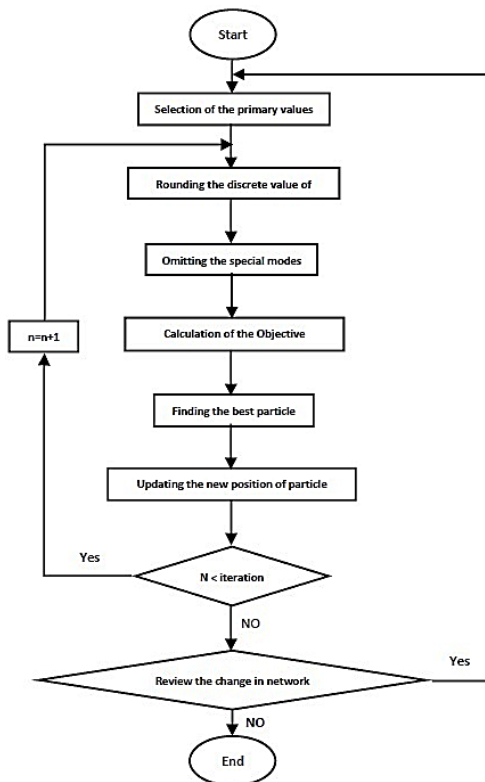 Start
Selection of the primary values
Rounding the discrete value of
Omitting the special modes
n=n+1
Calculation of the Objective
Finding the best particle
Updating the new position of particle
Yes
N < iteration
NO
Review the change in network
Yes
NO
End